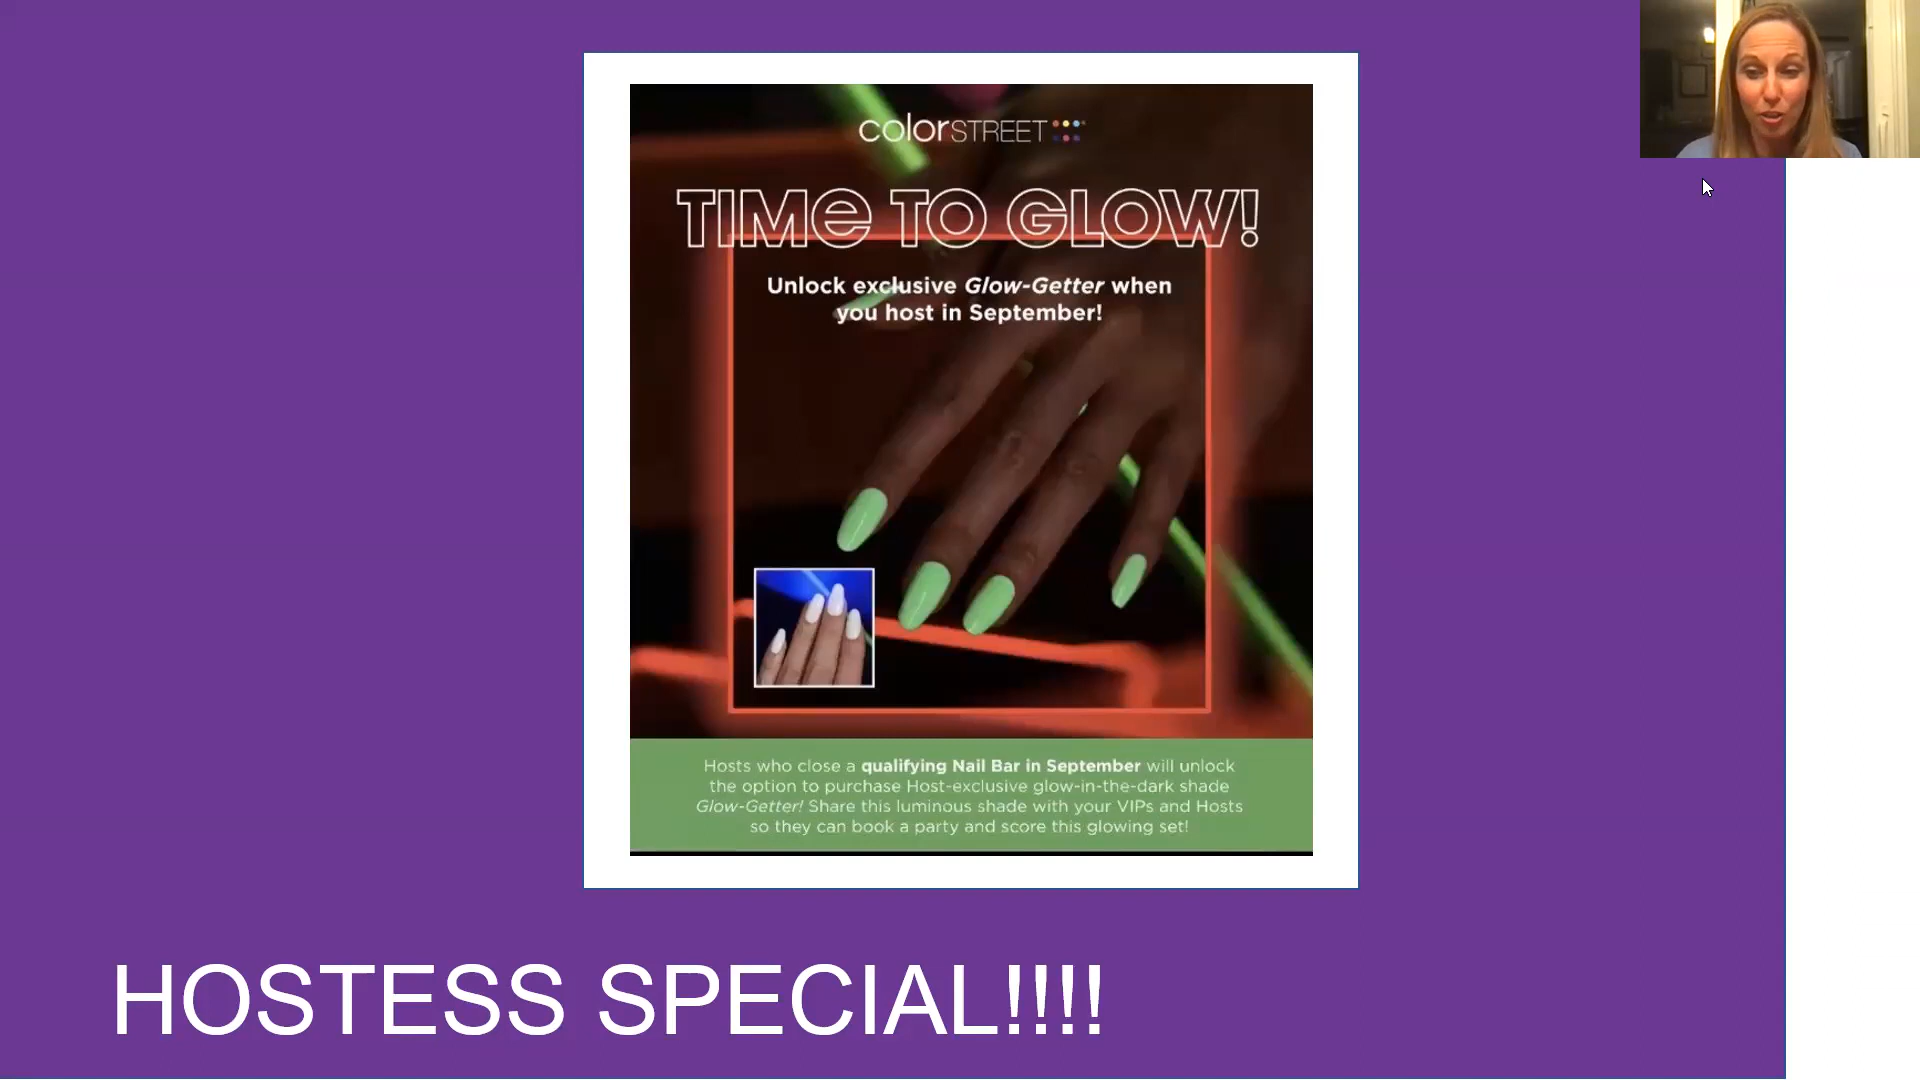 colorSTREET
TIMe TO GLOW!
Unlock exclusive Glow-Getter when
you host in September!
Hosts who close a qualifying Nail Bar in September will unlock
the option to purchase Host-exclusive glow-in-the-dark shade
Glow-Getter! Share this luminous shade with your VIPs and Hosts
so they can book a party and score this glowing set!
HOSTESS SPECIAL!!!!